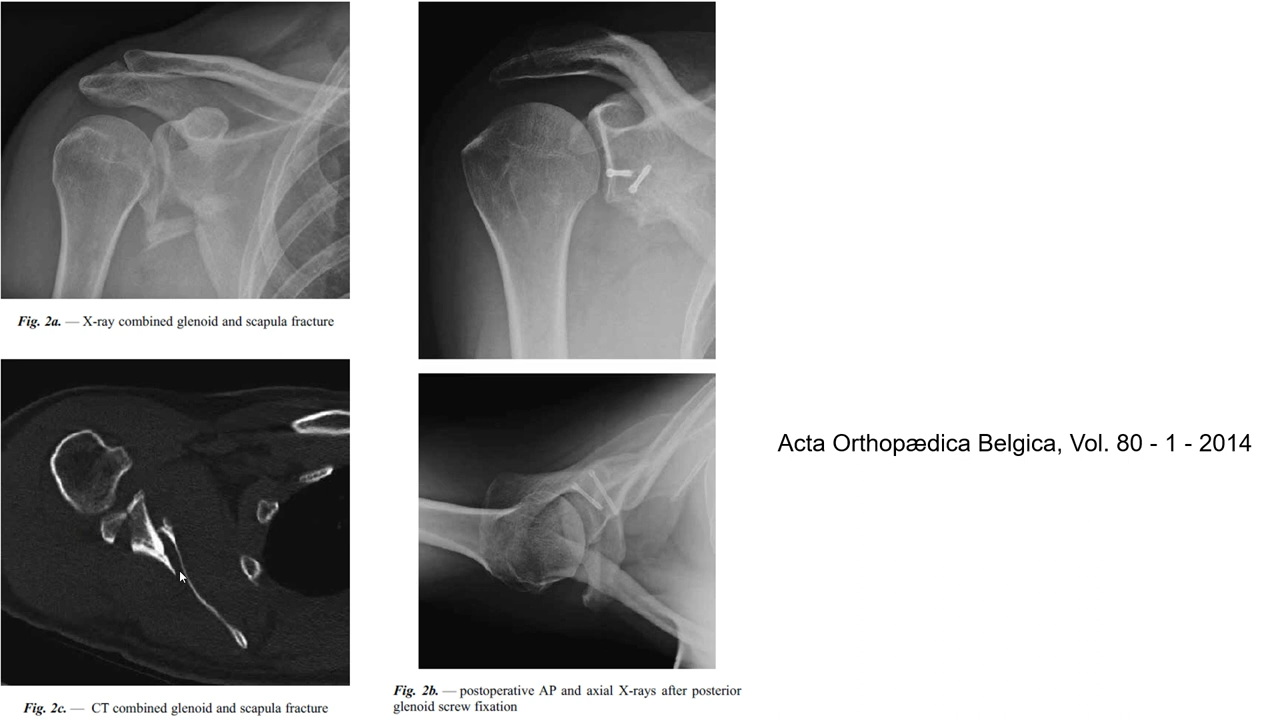 Fig. 2a. — X-ray combined glenoid and scapula fracture
Fig. 2c. — CT combined glenoid and scapula fracture
Fig. 2b. — postoperative AP and axial X-rays after posterior
glenoid screw fixation
Acta Orthopædica Belgica, Vol. 80 - 1 - 2014